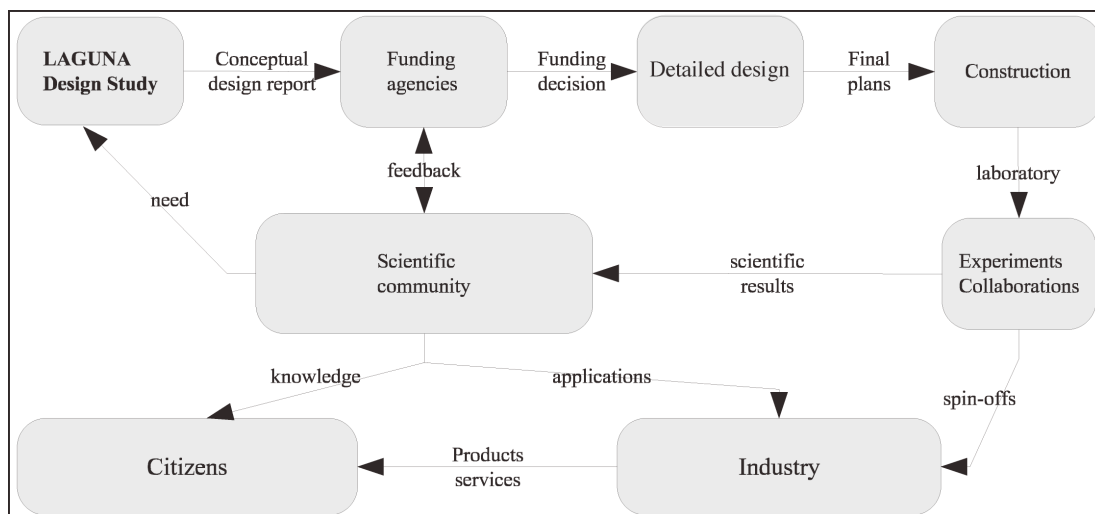 LAGUNA
Design Study
Conceptual
design report
Funding
agencies
Funding
decision
Detailed design
Final
plans
Construction
need
feedback
laboratory
Scientific
community
scientific
results
Experiments
Collaborations
knowledge
applications
spin-offs
Citizens
Products
services
Industry